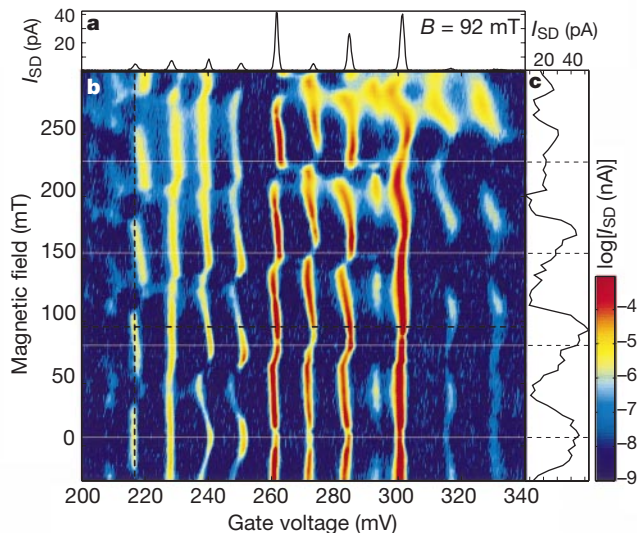 a
B = 92 mT
I_SD (pA)
40
20
0
I_SD (pA)
20 40
b
c
Magnetic field (mT)
250
200
150
100
50
0
200 220 240 260 280 300 320 340
Gate voltage (mV)
log[I_SD (nA)]
–4
–5
–6
–7
–8
–9